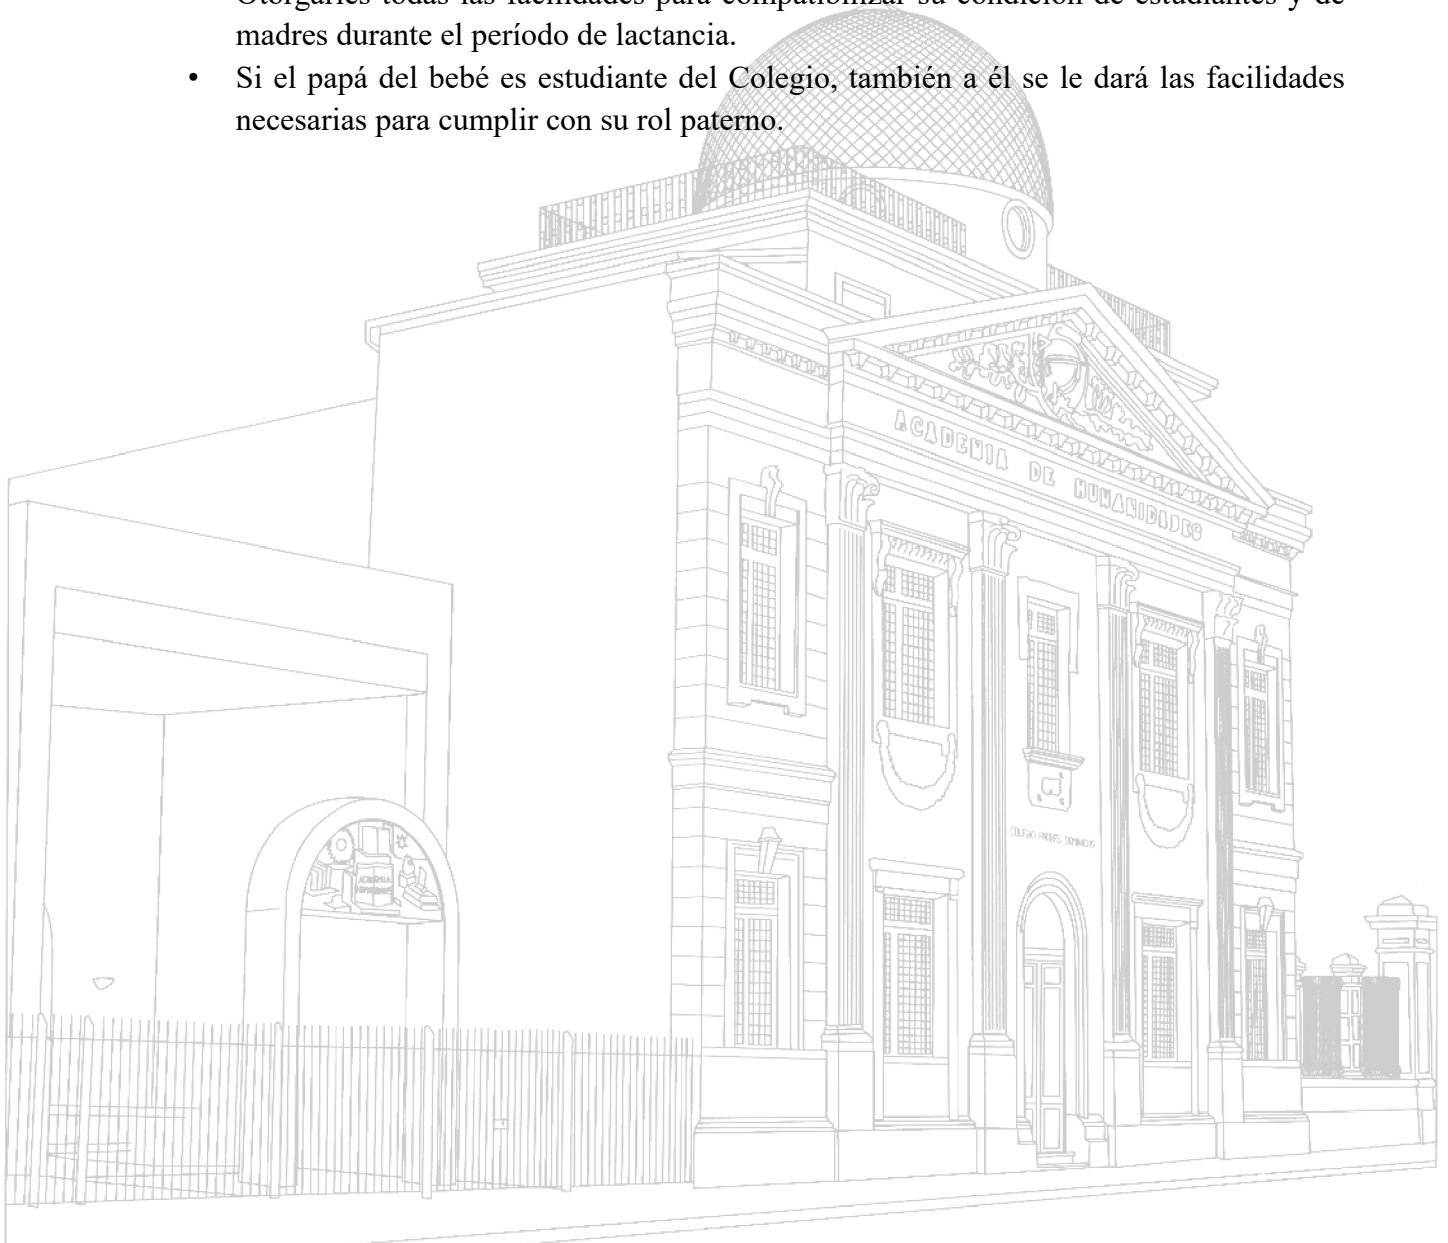 Otorgarles todas las facilidades para compatibilizar su condición de estudiantes y de
madres durante el período de lactancia.
• Si el papá del bebé es estudiante del Colegio, también a él se le dará las facilidades
necesarias para cumplir con su rol paterno.
ACADEMIA DE HUMANIDADES
COLEGIO PADRES DOMINICOS
ACADEMIA
HUMANIDADES